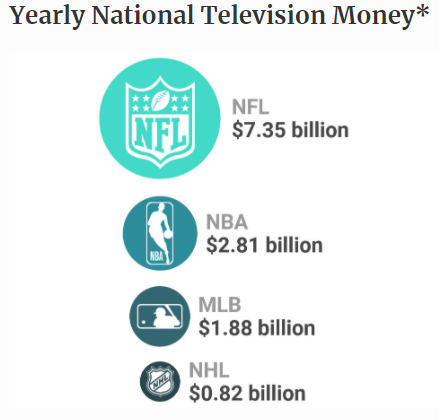 Yearly National Television Money*
NFL
NFL
$7.35 billion
NBA
NBA
$2.81 billion
MLB
$1.88 billion
NHL
NHL
$0.82 billion